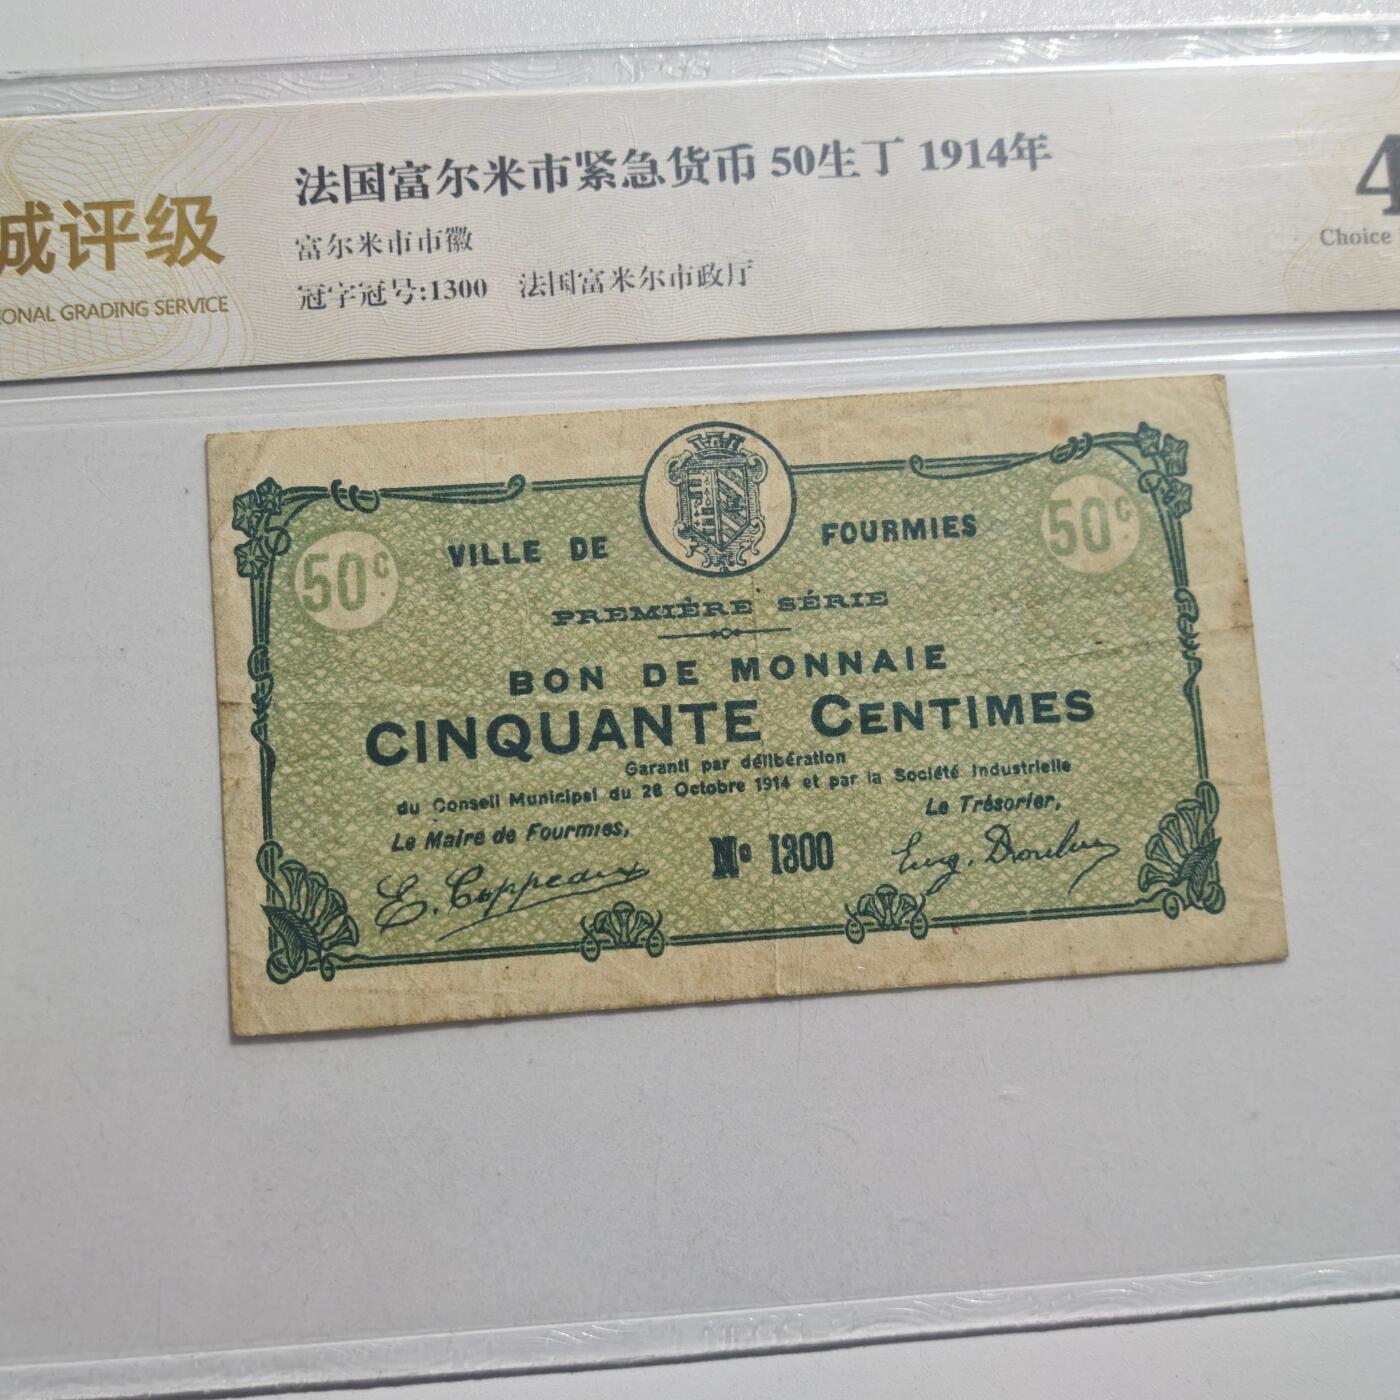 法国富尔米市紧急货币 50生丁 1914年
4
成评级
富尔米市市徽
Choice
冠字冠号:1300 法国富米尔市政厅
ONAL GRADING SERVICE
50c
50c
VILLE DE FOURMIES
PREMIÈRE SÉRIE
BON DE MONNAIE
CINQUANTE CENTIMES
Garanti par délibération
du Conseil Municipal du 28 Octobre 1914 et par la Société Industrielle
Le Maire de Fourmies,
Le Trésorier,
No 1300
E. Coppeaux